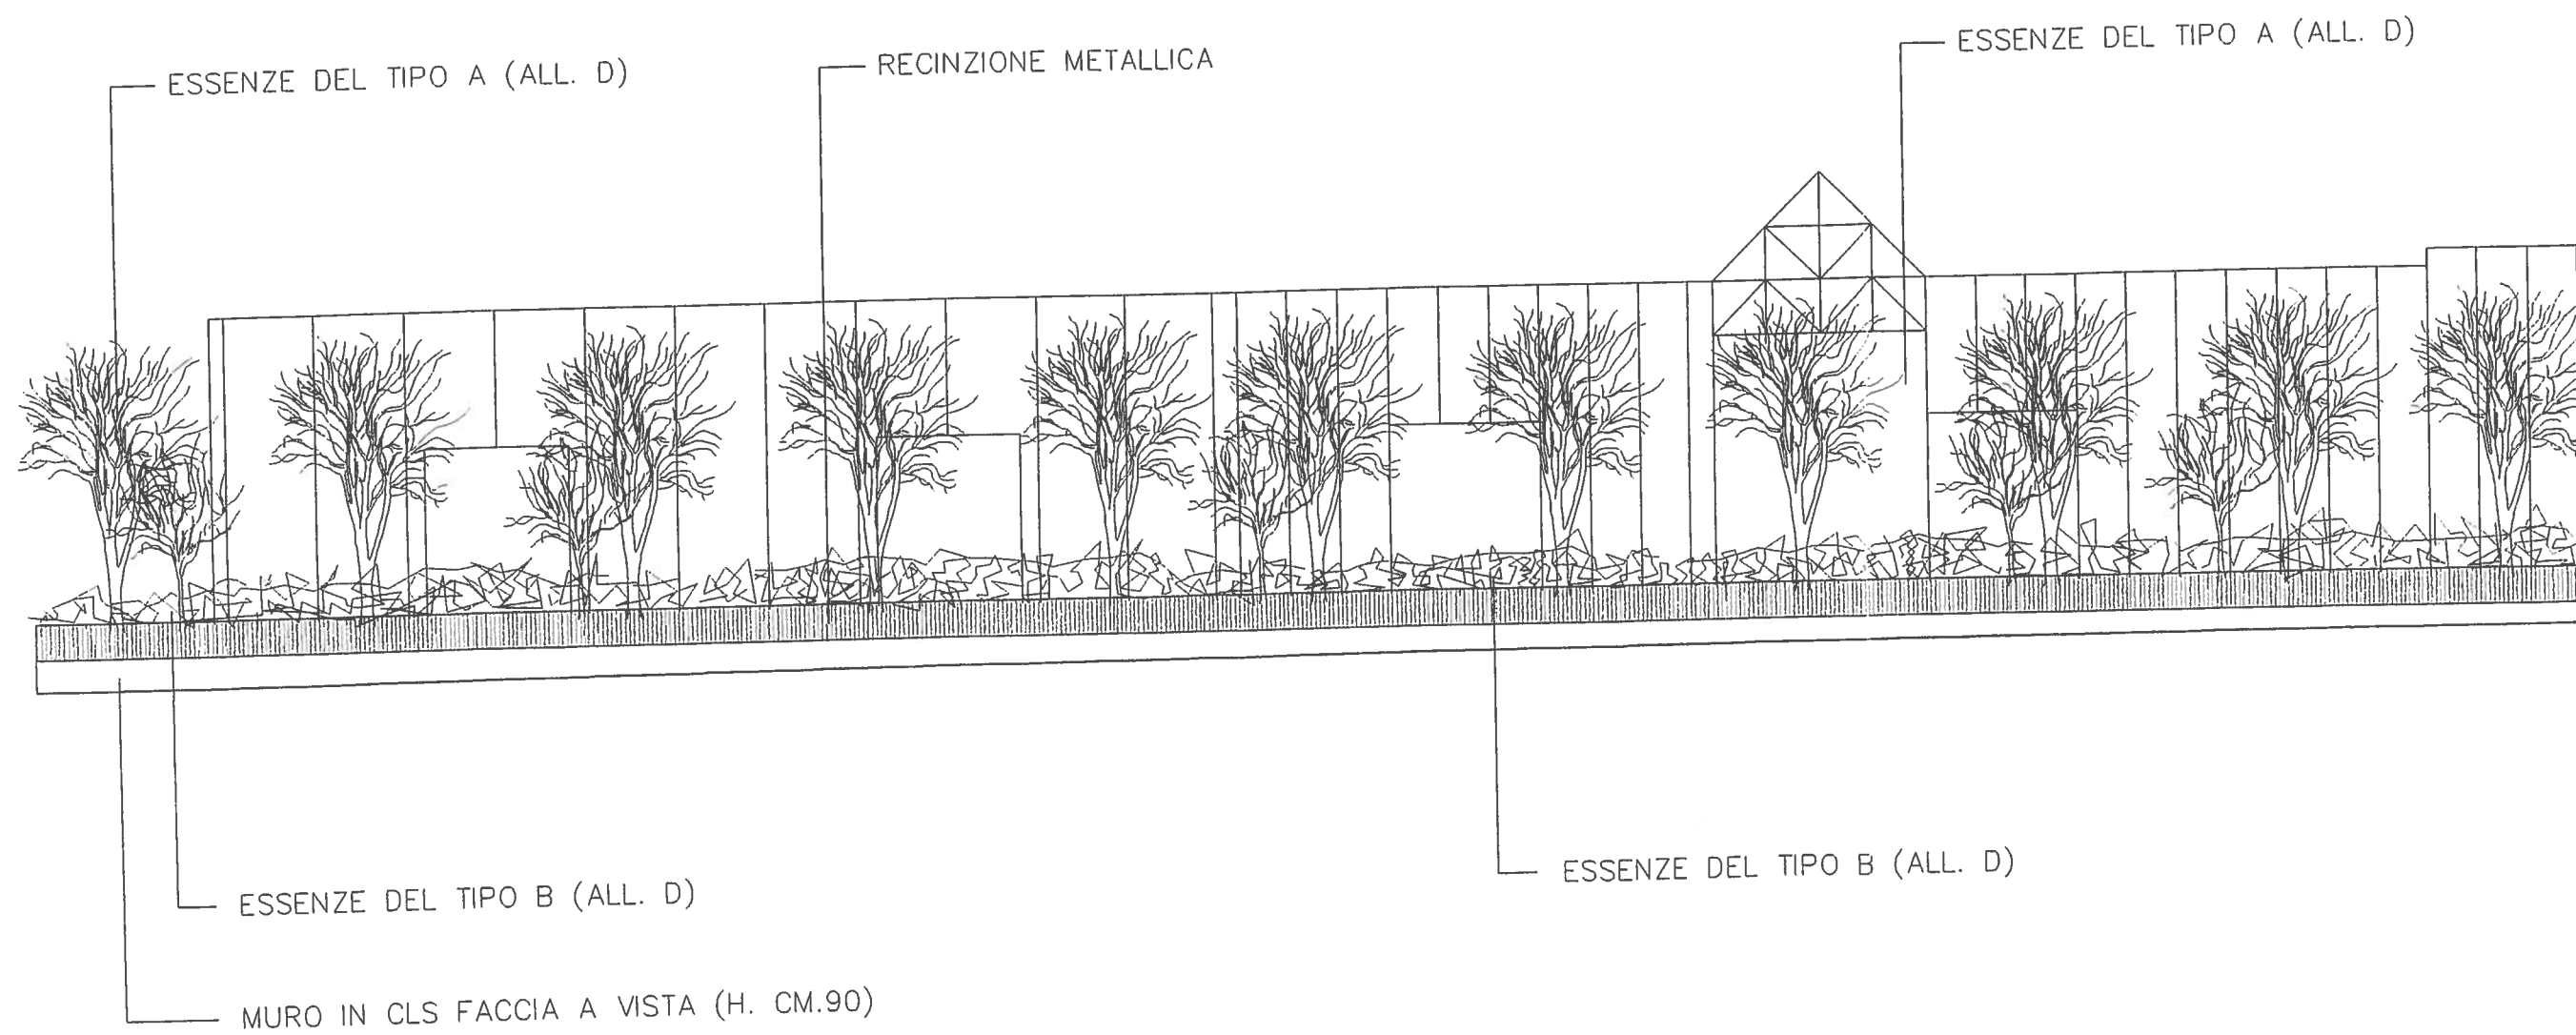 ESSENZE DEL TIPO A (ALL. D)
RECINZIONE METALLICA
ESSENZE DEL TIPO A (ALL. D)
ESSENZE DEL TIPO B (ALL. D)
ESSENZE DEL TIPO B (ALL. D)
MURO IN CLS FACCIA A VISTA (H. CM.90)